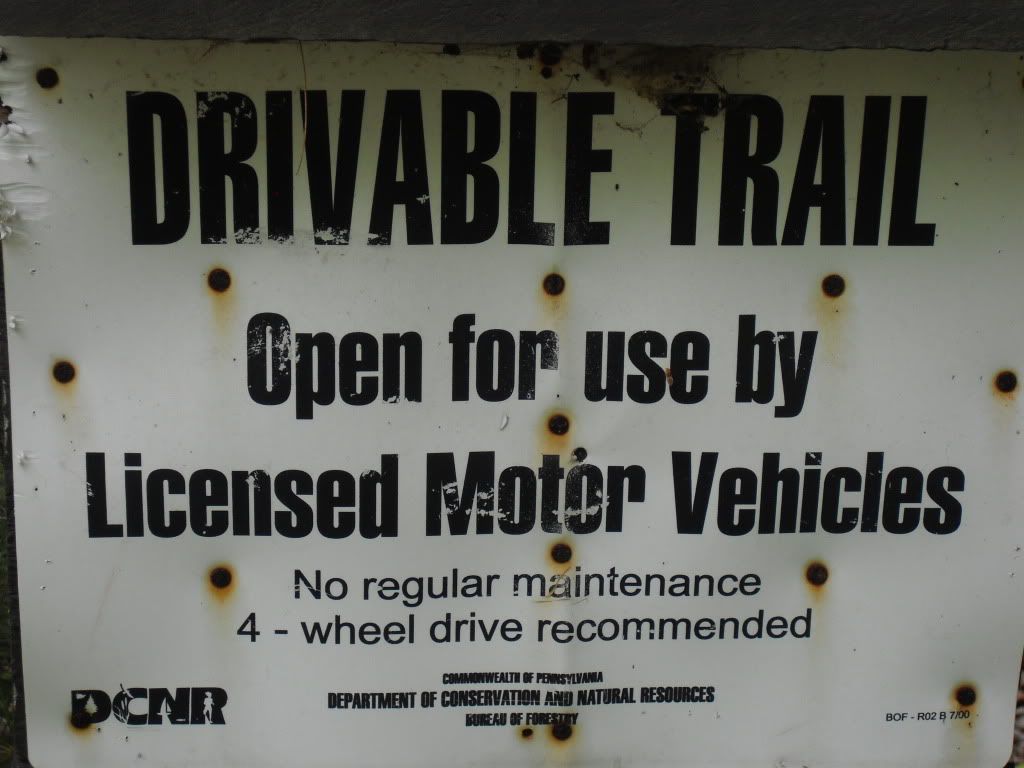 DRIVABLE TRAIL
Open for use by
Licensed Motor Vehicles
No regular maintenance
4 - wheel drive recommended
COMMONWEALTH OF PENNSYLVANIA
DEPARTMENT OF CONSERVATION AND NATURAL RESOURCES
BUREAU OF FORESTRY
DCNR
BOF - R02 B 7/00